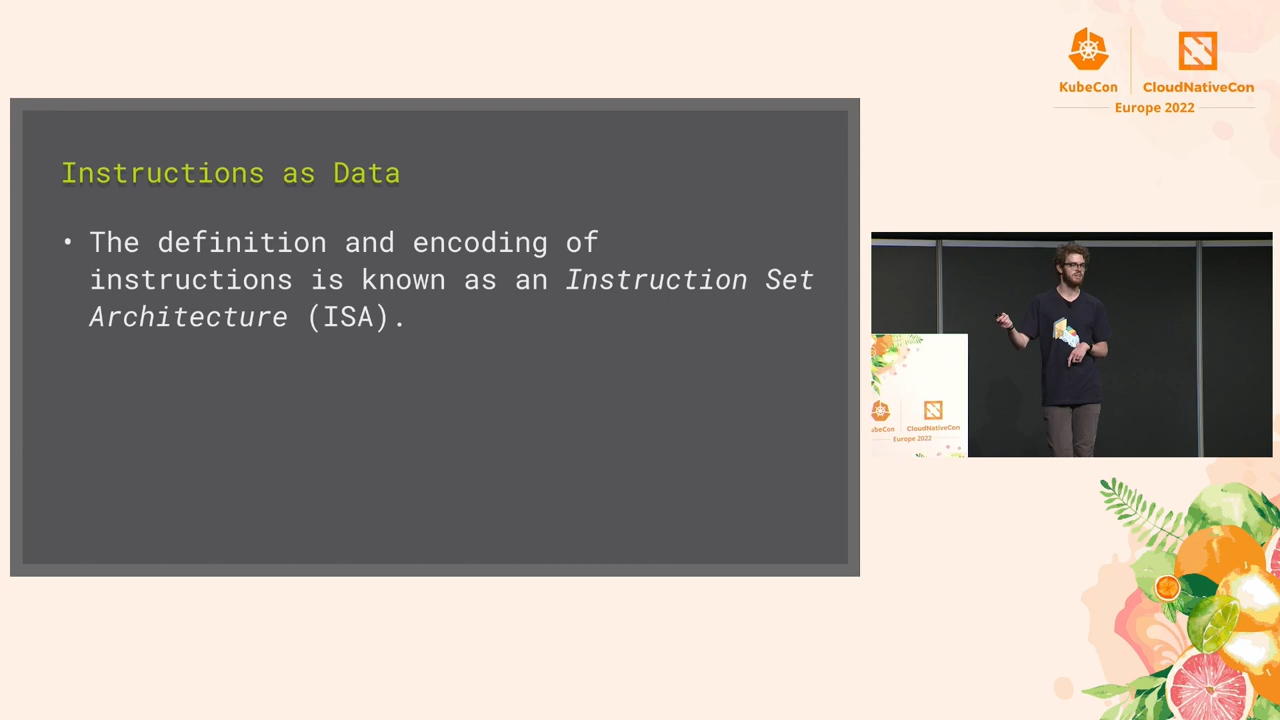 KubeCon
CloudNativeCon
Europe 2022
Instructions as Data
• The definition and encoding of
instructions is known as an Instruction Set
Architecture (ISA).
ubeCon
CloudNativeCon
Europe 2022